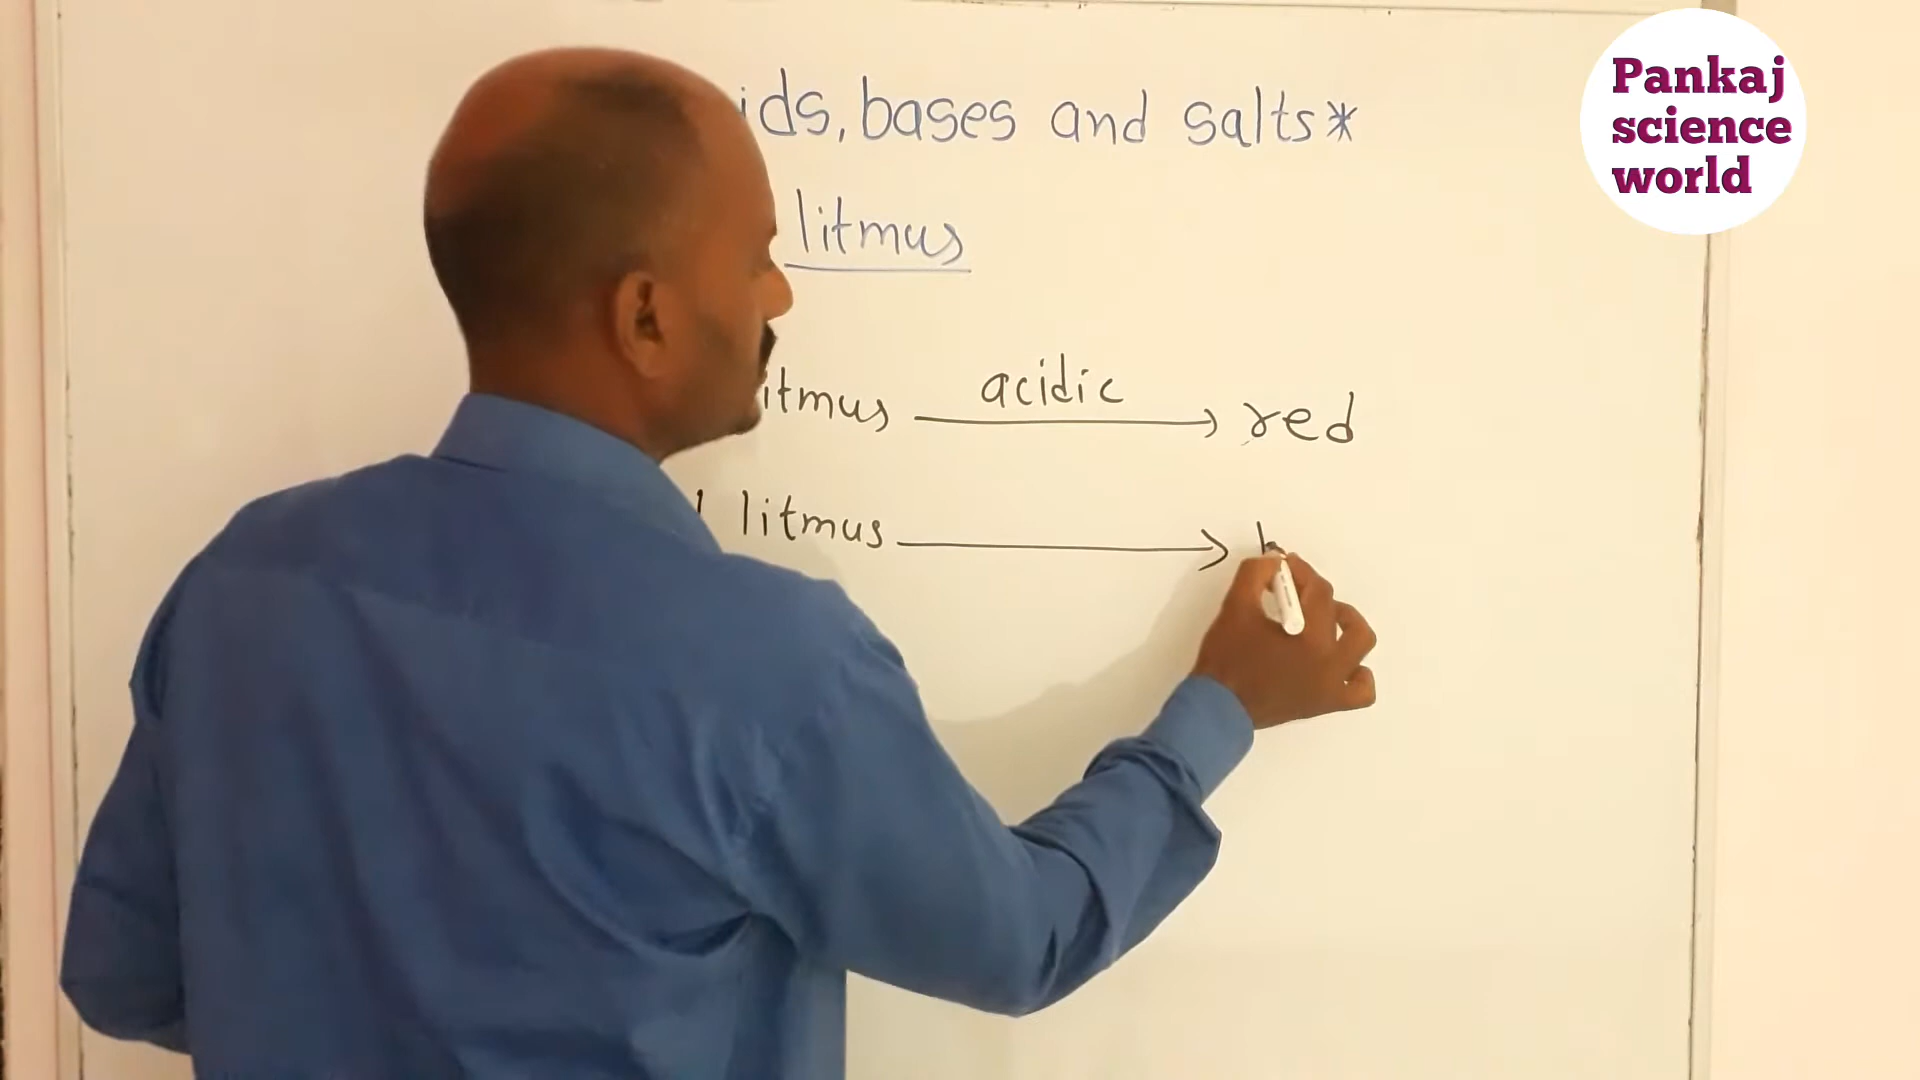 Pankaj
science
world
ids, bases and salts*
litmus
itmus acidic → red
litmus →